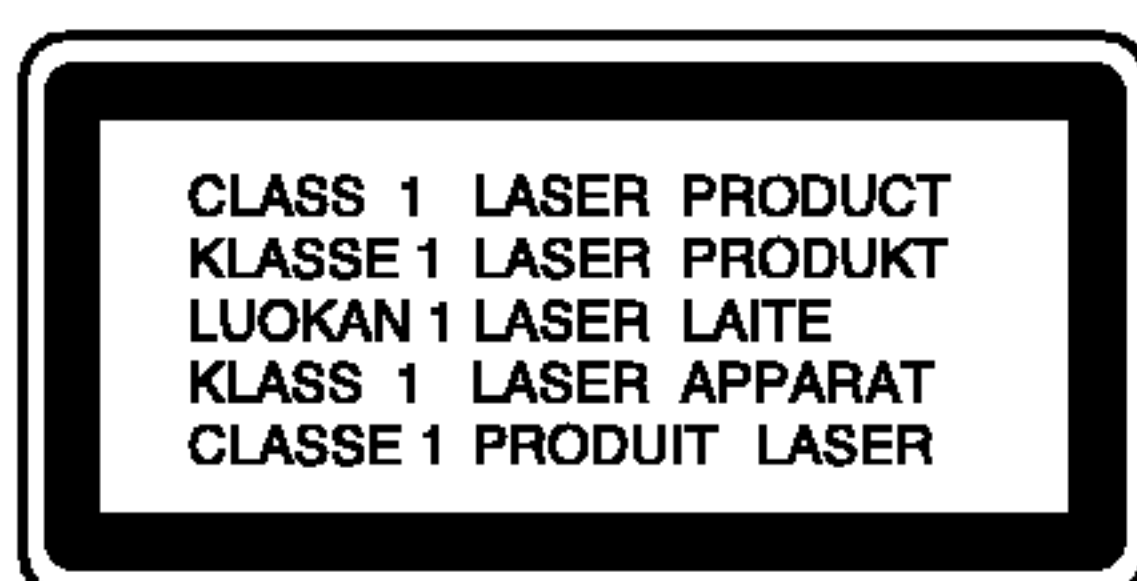 CLASS 1 LASER PRODUCT
KLASSE 1 LASER PRODUKT
LUOKAN 1 LASER LAITE
KLASS 1 LASER APPARAT
CLASSE 1 PRODUIT LASER